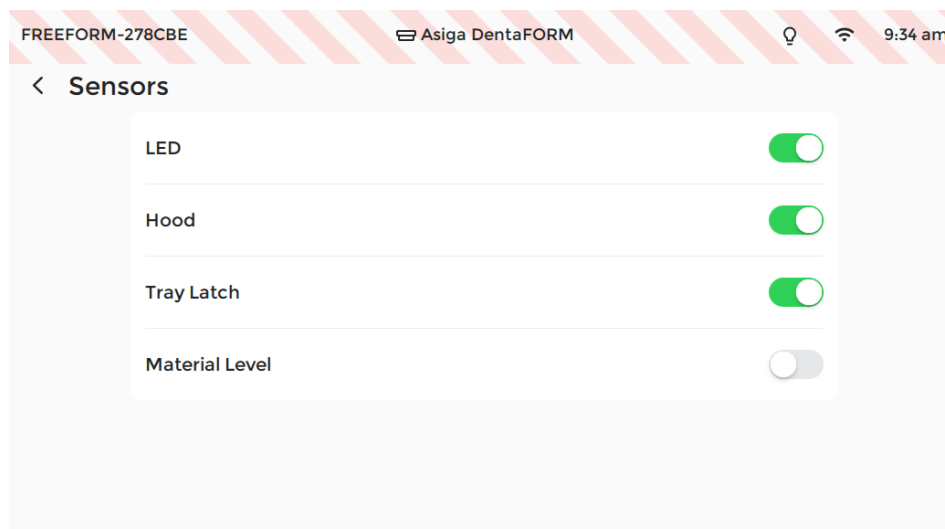 FREEFORM-278CBE Asiga DentaFORM 9:34 am
Sensors
LED
Hood
Tray Latch
Material Level